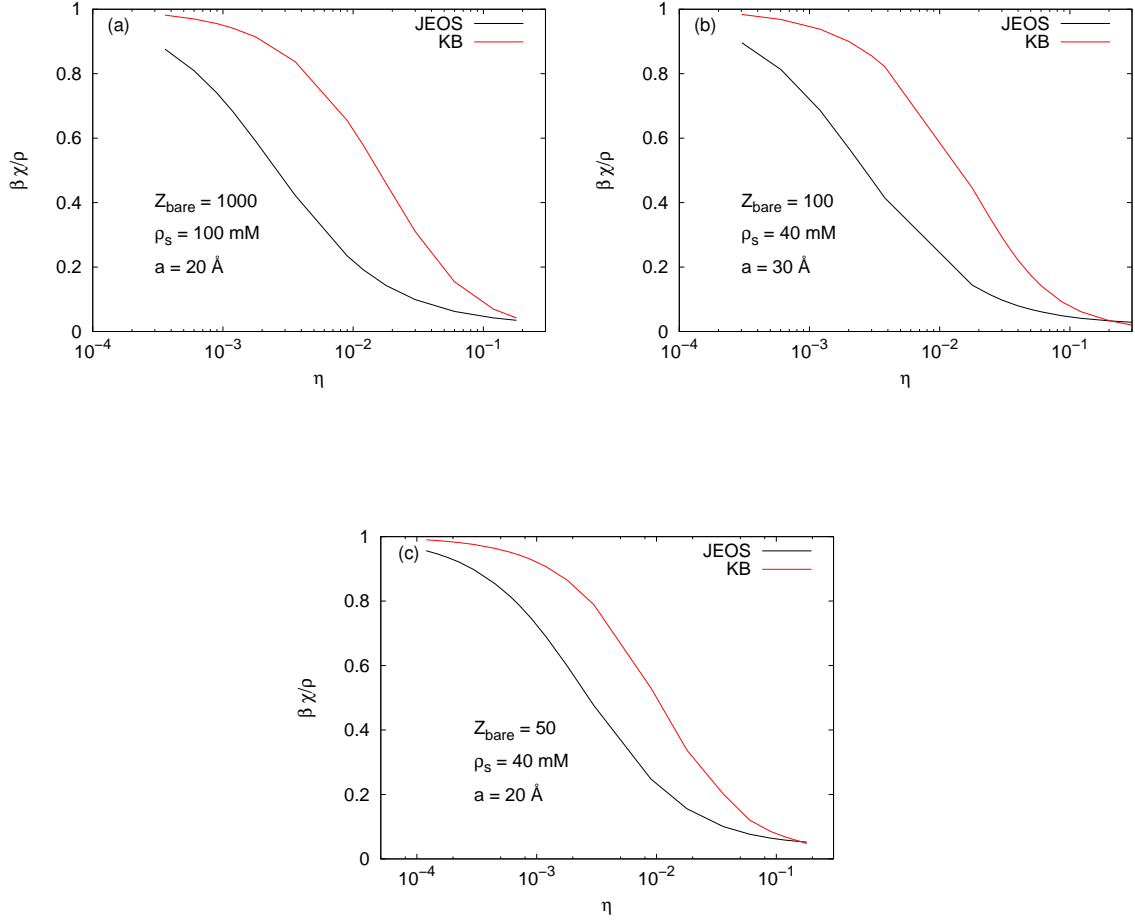 (a)
JEOS
KB
β χ/ρ
1
0.8
0.6
0.4
0.2
0
Z_bare = 1000
ρ_s = 100 mM
a = 20 Å
10^−4 10^−3 10^−2 10^−1
η
(b)
JEOS
KB
β χ/ρ
1
0.8
0.6
0.4
0.2
0
Z_bare = 100
ρ_s = 40 mM
a = 30 Å
10^−4 10^−3 10^−2 10^−1
η
(c)
JEOS
KB
β χ/ρ
1
0.8
0.6
0.4
0.2
0
Z_bare = 50
ρ_s = 40 mM
a = 20 Å
10^−4 10^−3 10^−2 10^−1
η